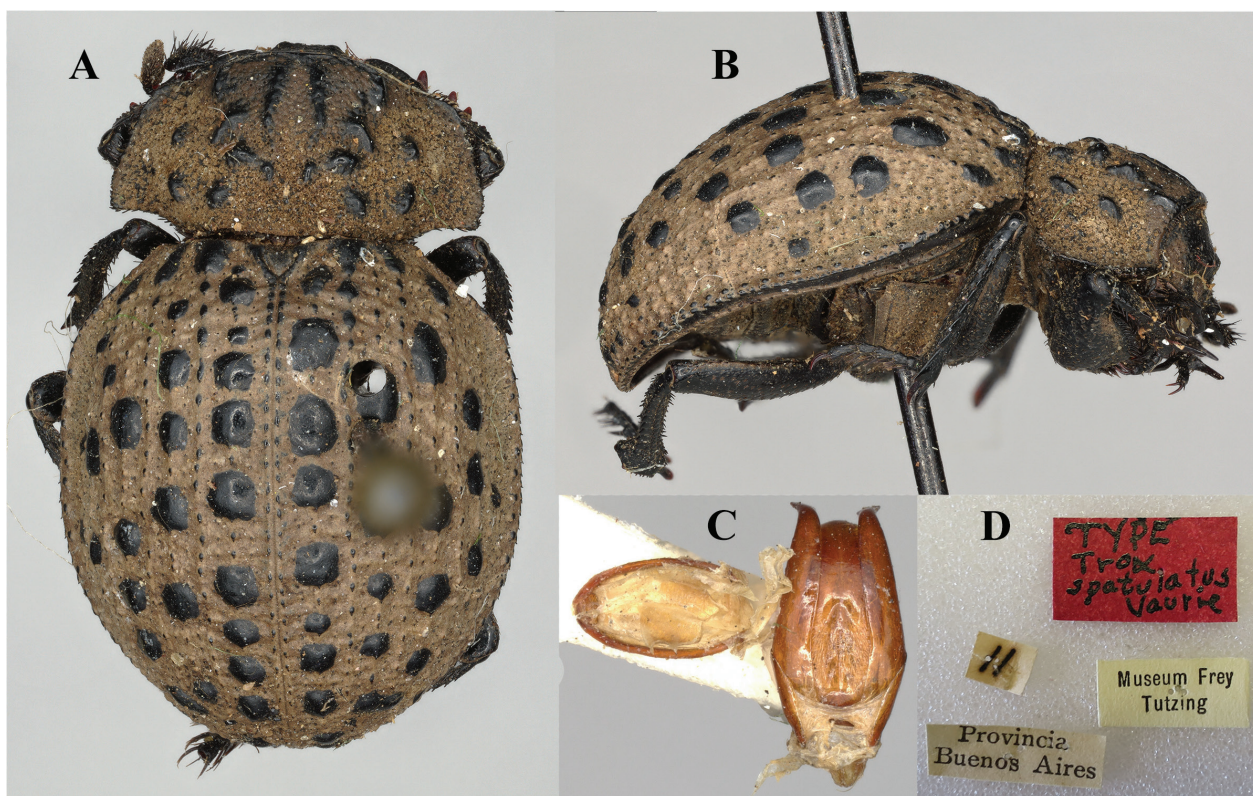 A
B
C
D
TYPE
Trox
spatulatus
Vaurie
Museum Frey
Tutzing
Provincia
Buenos Aires